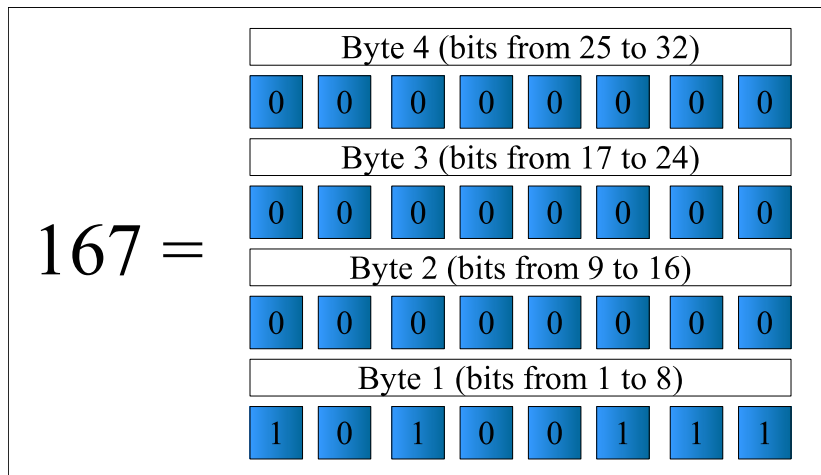 Byte 4 (bits from 25 to 32)
0 0 0 0 0 0 0 0
Byte 3 (bits from 17 to 24)
0 0 0 0 0 0 0 0
167 =
Byte 2 (bits from 9 to 16)
0 0 0 0 0 0 0 0
Byte 1 (bits from 1 to 8)
1 0 1 0 0 1 1 1